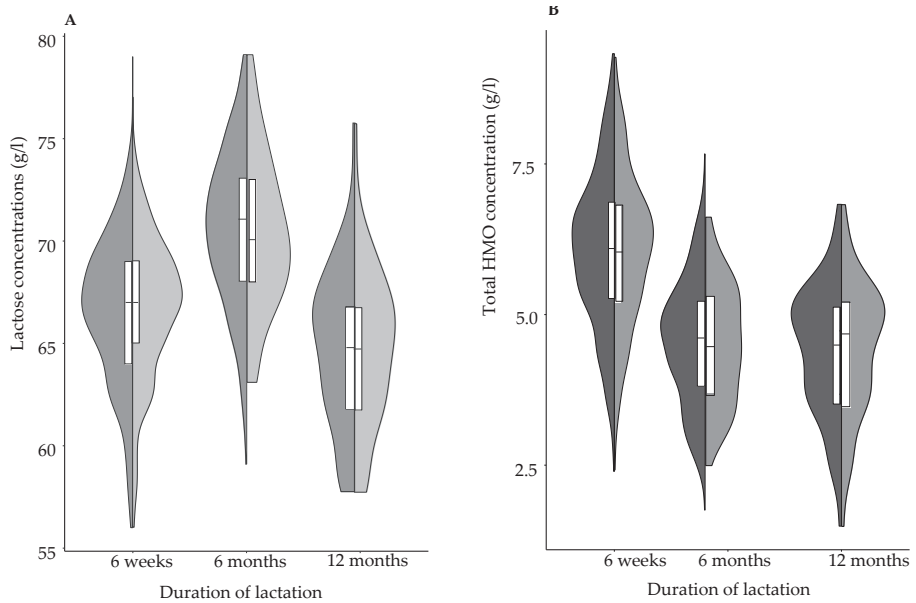 A
Lactose concentrations (g/l)
80
75
70
65
60
55
6 weeks
6 months
12 months
Duration of lactation
B
Total HMO concentration (g/l)
7.5
5.0
2.5
6 weeks
6 months
12 months
Duration of lactation